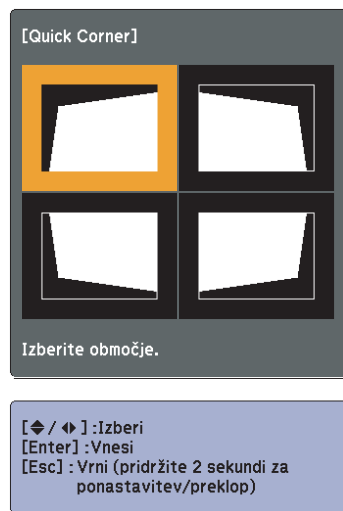 [Quick Corner]
Izberite območje.
[◆/◆] :Izberi
[Enter] :Vnesi
[Esc] : Vrni (pridržite 2 sekundi za
ponastavitev/preklop)